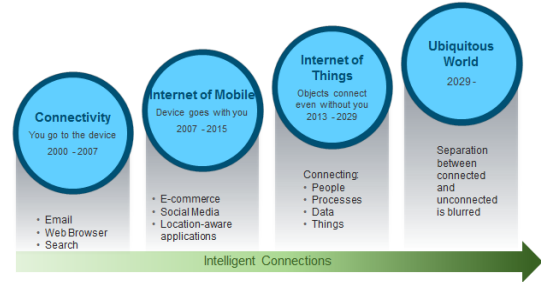 Connectivity
You go to the device
2000 - 2007
• Email
• Web Browser
• Search
Internet of Mobile
Device goes with you
2007 - 2015
• E-commerce
• Social Media
• Location-aware
applications
Internet of
Things
Objects connect
even without you
2013 - 2029
Connecting:
• People
• Processes
• Data
• Things
Ubiquitous
World
2029 -
Separation
between
connected
and
unconnected
is blurred
Intelligent Connections